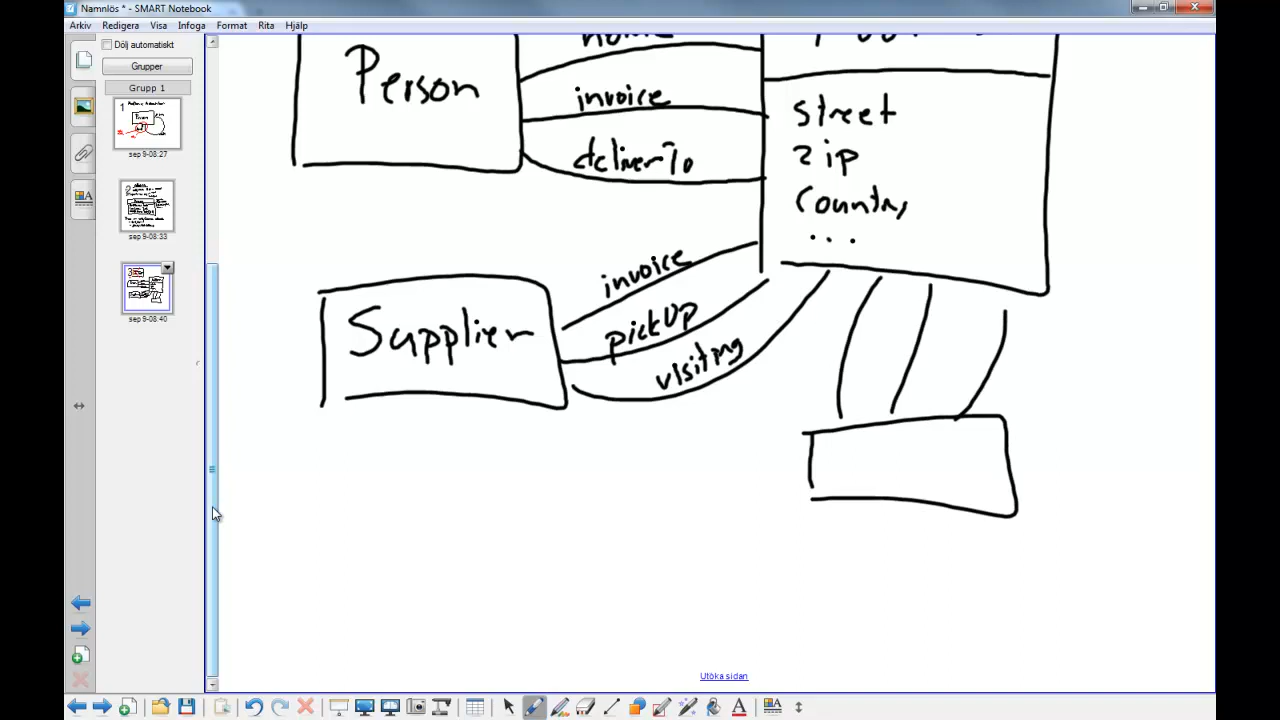 Namnlös * - SMART Notebook
Arkiv Redigera Visa Infoga Format Rita Hjälp
Dölj automatiskt
Grupper
Grupp 1
sep 9-08.27
sep 9-08:33
sep 9-08:40
home
Person
invoice
deliverTo
street
zip
Country
...
Supplier
invoice
pickUp
visiting
Utöka sidan